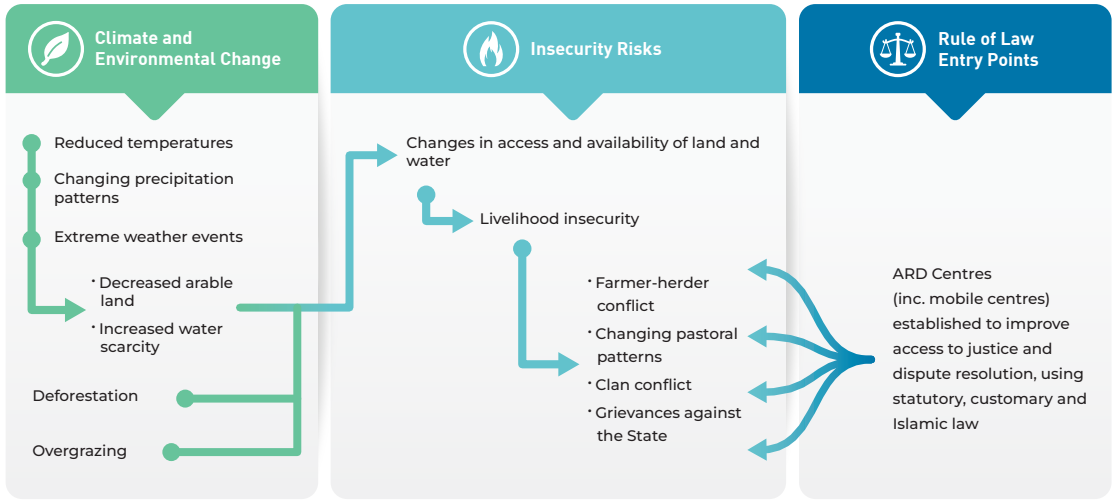 Climate and
Environmental Change
Reduced temperatures
Changing precipitation
patterns
Extreme weather events
· Decreased arable
land
· Increased water
scarcity
Deforestation
Overgrazing
Insecurity Risks
Changes in access and availability of land and
water
Livelihood insecurity
· Farmer-herder
conflict
· Changing pastoral
patterns
· Clan conflict
· Grievances against
the State
Rule of Law
Entry Points
ARD Centres
(inc. mobile centres)
established to improve
access to justice and
dispute resolution, using
statutory, customary and
Islamic law